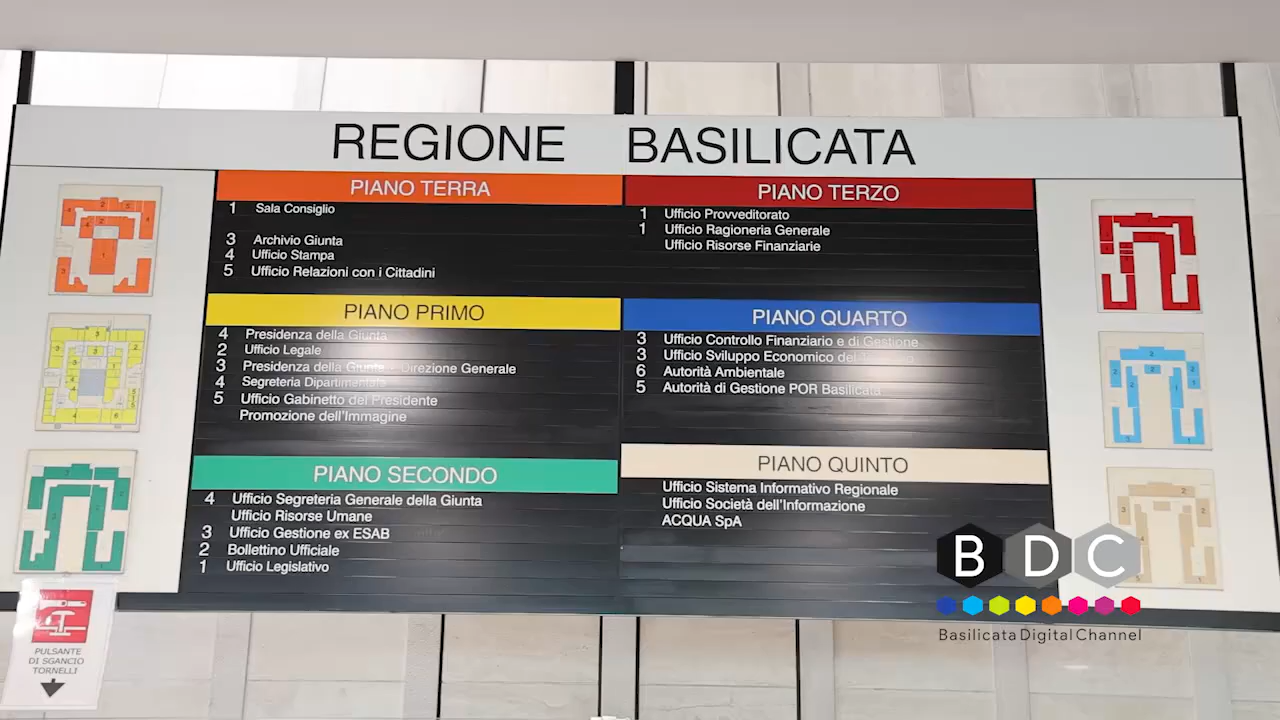 REGIONE BASILICATA
PIANO TERRA
1 Sala Consiglio
3 Archivio Giunta
4 Ufficio Stampa
5 Ufficio Relazioni con i Cittadini
PIANO PRIMO
4 Presidenza della Giunta
2 Ufficio Legale
3 Presidenza della Giunta - Direzione Generale
4 Segreteria Dipartimentale
5 Ufficio Gabinetto del Presidente
Promozione dell'Immagine
PIANO SECONDO
4 Ufficio Segreteria Generale della Giunta
Ufficio Risorse Umane
3 Ufficio Gestione ex ESAB
2 Bollettino Ufficiale
1 Ufficio Legislativo
PIANO TERZO
1 Ufficio Provveditorato
1 Ufficio Ragioneria Generale
Ufficio Risorse Finanziarie
PIANO QUARTO
3 Ufficio Controllo Finanziario e di Gestione
3 Ufficio Sviluppo Economico del
6 Autorità Ambientale
5 Autorità di Gestione POR Basilicata
PIANO QUINTO
Ufficio Sistema Informativo Regionale
Ufficio Società dell'Informazione
ACQUA SpA
PULSANTE
DI SGANCIO
TORNELLI
BDC
Basilicata Digital Channel